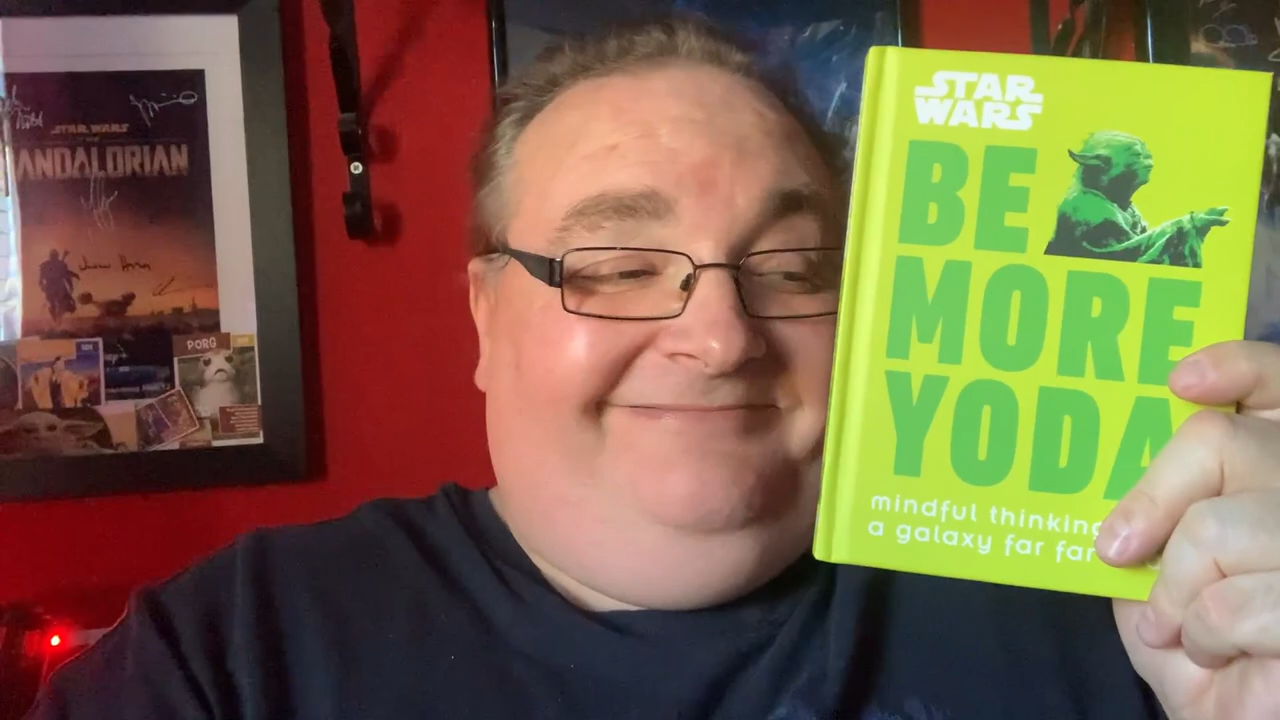 STAR WARS
MANDALORIAN
PORG
STAR
WARS
BE
MORE
YODA
mindful thinking
a galaxy far far